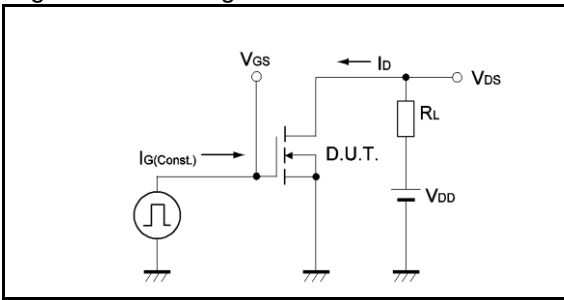 VGS
ID
VDS
RL
IG(Const.)
D.U.T.
VDD